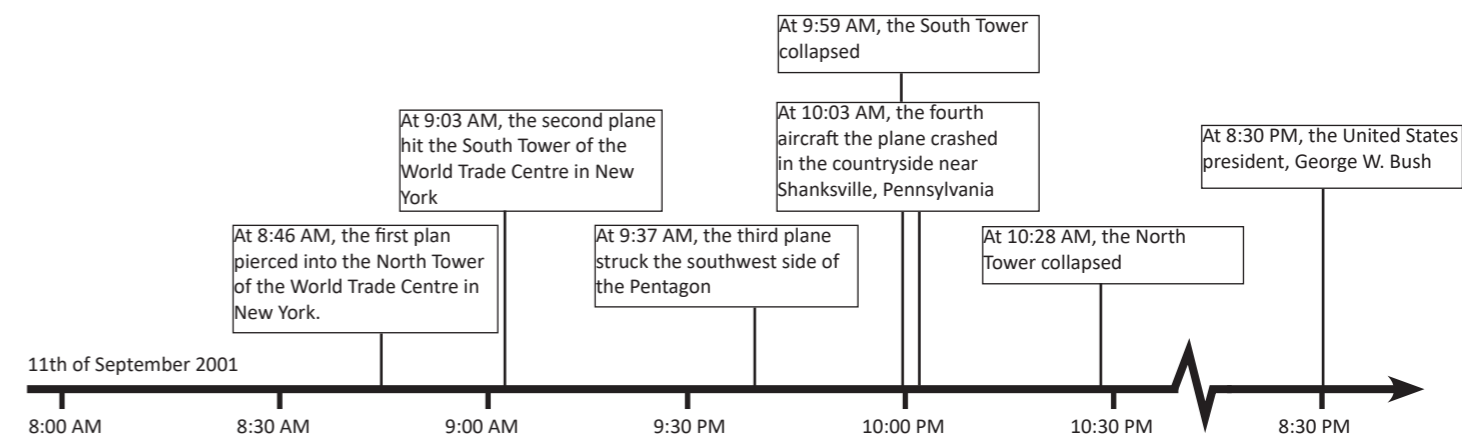 At 9:59 AM, the South Tower
collapsed
At 9:03 AM, the second plane
hit the South Tower of the
World Trade Centre in New
York
At 10:03 AM, the fourth
aircraft the plane crashed
in the countryside near
Shanksville, Pennsylvania
At 8:30 PM, the United States
president, George W. Bush
At 8:46 AM, the first plan
pierced into the North Tower
of the World Trade Centre in
New York.
At 9:37 AM, the third plane
struck the southwest side of
the Pentagon
At 10:28 AM, the North
Tower collapsed
11th of September 2001
8:00 AM
8:30 AM
9:00 AM
9:30 PM
10:00 PM
10:30 PM
8:30 PM